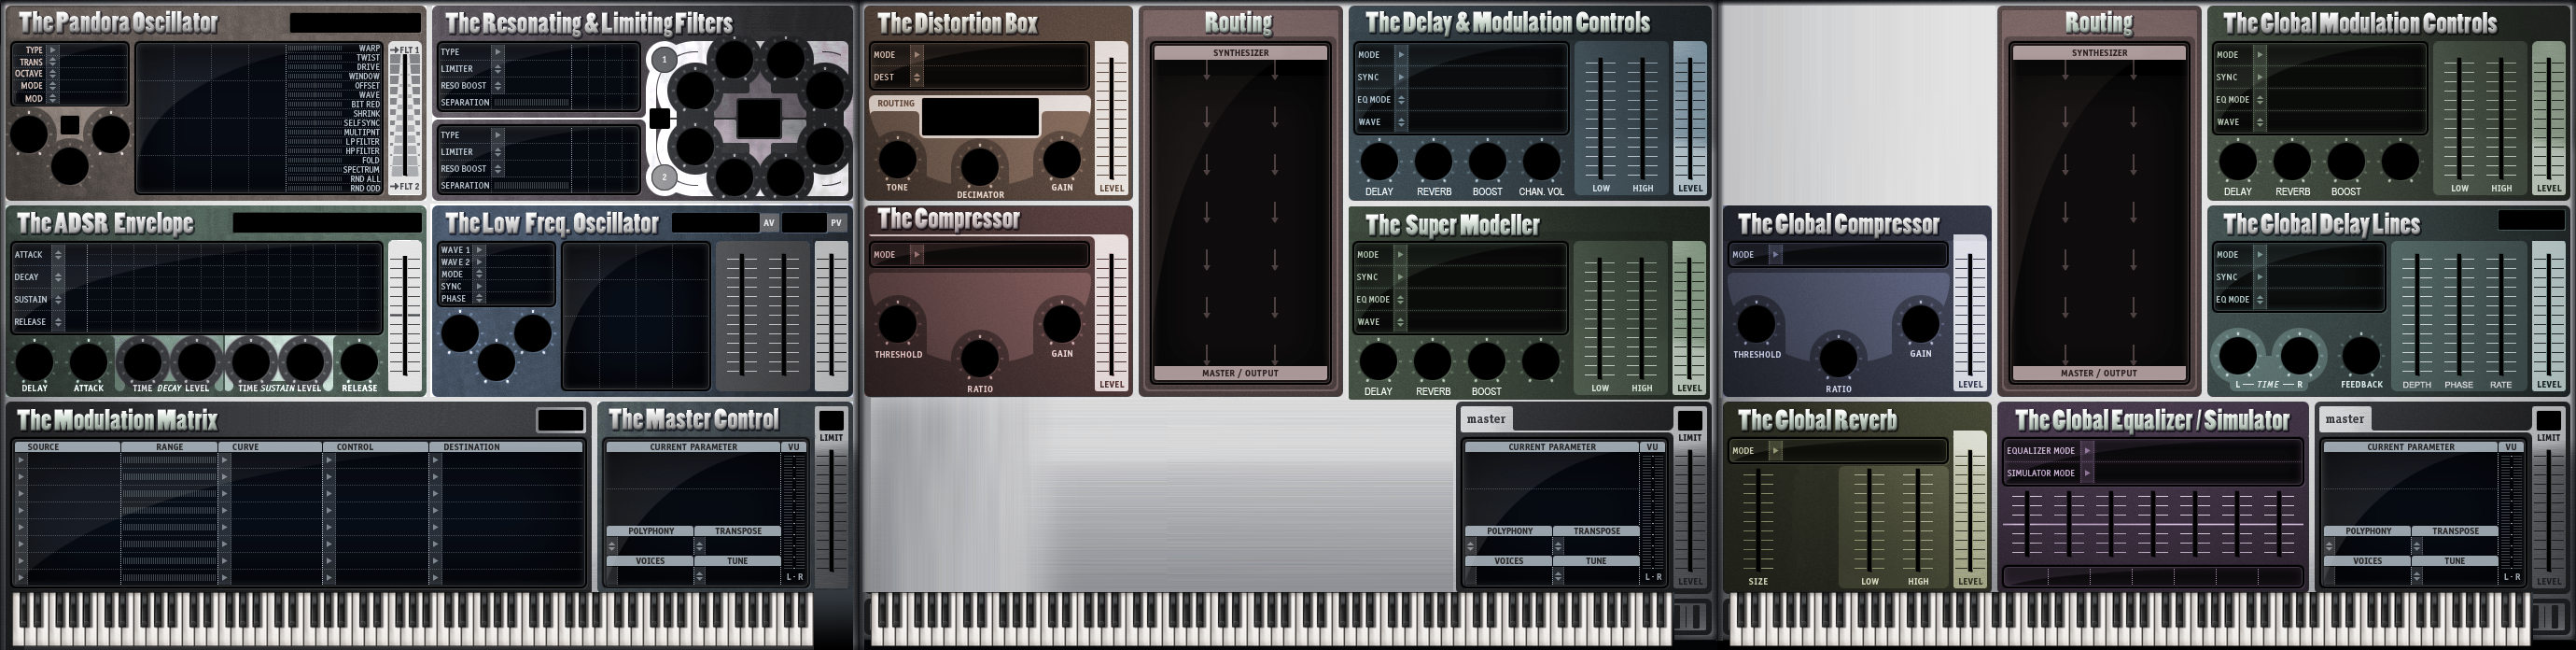 The Pandora Oscillator
TYPE
TRANS
OCTAVE
MODE
MOD
WARP
TWIST
DRIVE
WINDOW
OFFSET
WAVE
BIT RED
SHRINK
SELFSYNC
MULTIPNT
LP FILTER
HP FILTER
FOLD
SPECTRUM
RND ALL
RND ODD
FLT 1
FLT 2
The Resonating & Limiting Filters
TYPE
LIMITER
RESO BOOST
SEPARATION
TYPE
LIMITER
RESO BOOST
SEPARATION
1
2
The ADSR Envelope
ATTACK
DECAY
SUSTAIN
RELEASE
DELAY ATTACK TIME DECAY LEVEL TIME SUSTAIN LEVEL RELEASE
The Low Freq. Oscillator
AV
PV
WAVE 1
WAVE 2
MODE
SYNC
PHASE
The Modulation Matrix
SOURCE RANGE CURVE CONTROL DESTINATION
The Master Control
LIMIT
CURRENT PARAMETER VU
POLYPHONY TRANSPOSE
VOICES TUNE
L - R
The Distortion Box
MODE
DEST
ROUTING
TONE DECIMATOR GAIN
LEVEL
The Compressor
MODE
THRESHOLD RATIO GAIN
LEVEL
Routing
SYNTHESIZER
MASTER / OUTPUT
The Delay & Modulation Controls
MODE
SYNC
EQ MODE
WAVE
DELAY REVERB BOOST CHAN. VOL LOW HIGH LEVEL
The Super Modeller
MODE
SYNC
EQ MODE
WAVE
DELAY REVERB BOOST LOW HIGH LEVEL
master
LIMIT
CURRENT PARAMETER VU
POLYPHONY TRANSPOSE
VOICES TUNE
L - R
LEVEL
The Global Compressor
MODE
THRESHOLD RATIO GAIN
LEVEL
Routing
SYNTHESIZER
MASTER / OUTPUT
The Global Modulation Controls
MODE
SYNC
EQ MODE
WAVE
DELAY REVERB BOOST LOW HIGH LEVEL
The Global Delay Lines
MODE
SYNC
EQ MODE
L TIME R FEEDBACK DEPTH PHASE RATE LEVEL
The Global Reverb
MODE
SIZE LOW HIGH LEVEL
The Global Equalizer / Simulator
EQUALIZER MODE
SIMULATOR MODE
master
LIMIT
CURRENT PARAMETER VU
POLYPHONY TRANSPOSE
VOICES TUNE
L - R
LEVEL